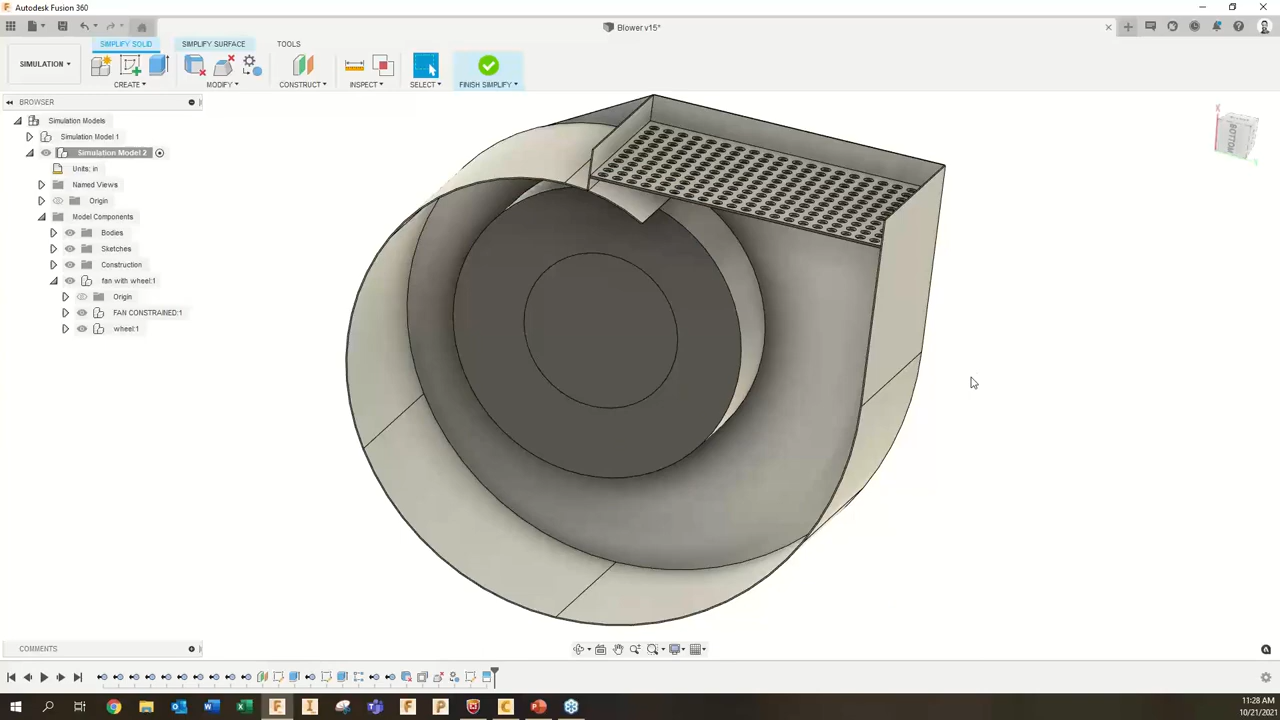 Autodesk Fusion 360
Blower v15*
SIMPLIFY SOLID
SIMPLIFY SURFACE
TOOLS
SIMULATION
CREATE
MODIFY
CONSTRUCT
INSPECT
SELECT
FINISH SIMPLIFY
BROWSER
Simulation Models
Simulation Model 1
Simulation Model 2
Units: in
Named Views
Origin
Model Components
Bodies
Sketches
Construction
fan with wheel:1
Origin
FAN CONSTRAINED:1
wheel:1
X
BOTTOM
Y
COMMENTS
11:28 AM
10/21/2021